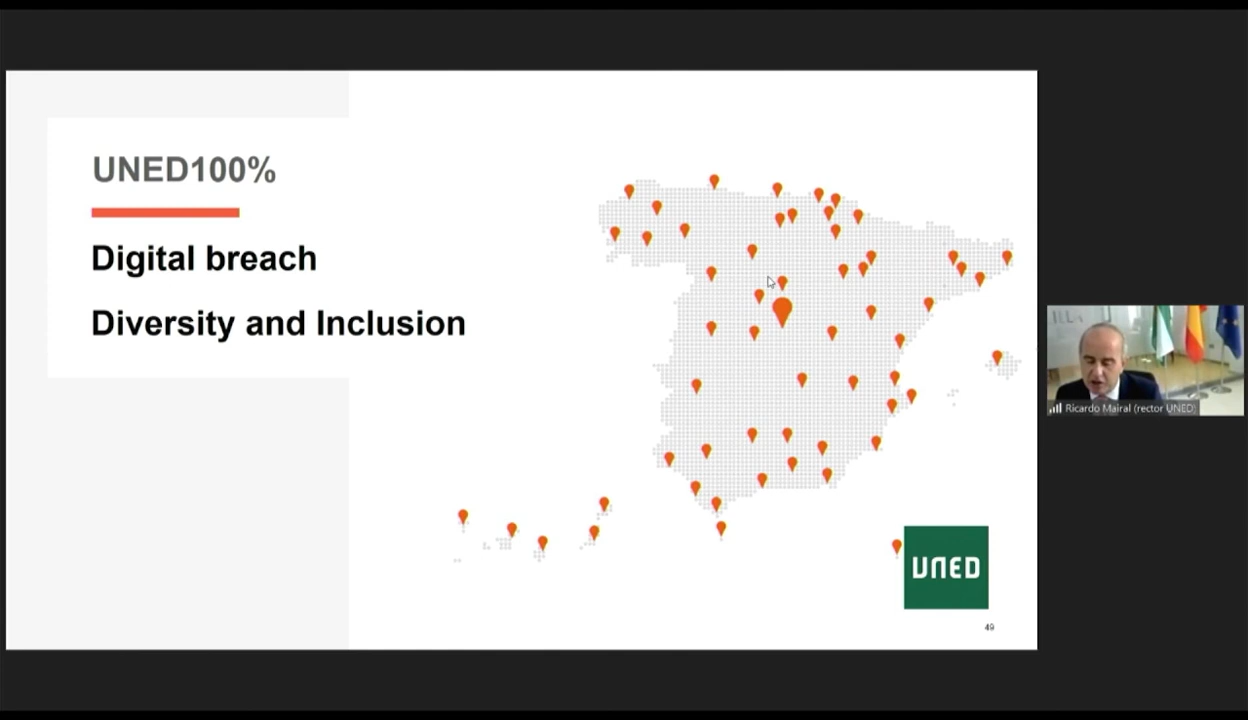 UNED100%
Digital breach
Diversity and Inclusion
UNED
49
Ricardo Mairal (rector UNED)